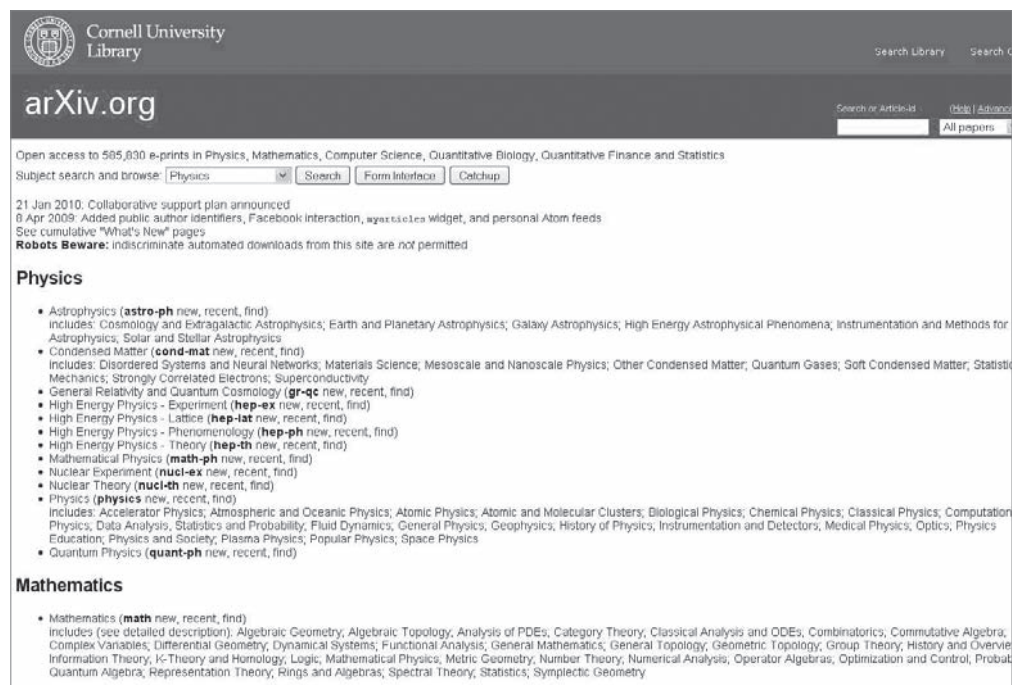 Cornell University
Library
Search Library Search
arXiv.org
Search or Article-id (Help | Advance
All papers
Open access to 585,830 e-prints in Physics, Mathematics, Computer Science, Quantitative Biology, Quantitative Finance and Statistics
Subject search and browse: Physics Search Form Interface Catchup
21 Jan 2010: Collaborative support plan announced
8 Apr 2009: Added public author identifiers, Facebook interaction, myarticles widget, and personal Atom feeds
See cumulative "What's New" pages
Robots Beware: indiscriminate automated downloads from this site are not permitted
Physics
• Astrophysics (astro-ph new, recent, find)
includes: Cosmology and Extragalactic Astrophysics; Earth and Planetary Astrophysics; Galaxy Astrophysics; High Energy Astrophysical Phenomena; Instrumentation and Methods for
Astrophysics; Solar and Stellar Astrophysics
• Condensed Matter (cond-mat new, recent, find)
includes: Disordered Systems and Neural Networks; Materials Science; Mesoscale and Nanoscale Physics; Other Condensed Matter; Quantum Gases; Soft Condensed Matter; Statistic
Mechanics; Strongly Correlated Electrons; Superconductivity
• General Relativity and Quantum Cosmology (gr-qc new, recent, find)
• High Energy Physics - Experiment (hep-ex new, recent, find)
• High Energy Physics - Lattice (hep-lat new, recent, find)
• High Energy Physics - Phenomenology (hep-ph new, recent, find)
• High Energy Physics - Theory (hep-th new, recent, find)
• Mathematical Physics (math-ph new, recent, find)
• Nuclear Experiment (nucl-ex new, recent, find)
• Nuclear Theory (nucl-th new, recent, find)
• Physics (physics new, recent, find)
includes: Accelerator Physics; Atmospheric and Oceanic Physics; Atomic Physics; Atomic and Molecular Clusters; Biological Physics; Chemical Physics; Classical Physics; Computation
Physics; Data Analysis, Statistics and Probability; Fluid Dynamics; General Physics; Geophysics; History of Physics; Instrumentation and Detectors; Medical Physics; Optics; Physics
Education; Physics and Society; Plasma Physics; Popular Physics; Space Physics
• Quantum Physics (quant-ph new, recent, find)
Mathematics
• Mathematics (math new, recent, find)
includes (see detailed description): Algebraic Geometry; Algebraic Topology; Analysis of PDEs; Category Theory; Classical Analysis and ODEs; Combinatorics; Commutative Algebra;
Complex Variables; Differential Geometry; Dynamical Systems; Functional Analysis; General Mathematics; General Topology; Geometric Topology; Group Theory; History and Overvie
Information Theory; K-Theory and Homology; Logic; Mathematical Physics; Metric Geometry; Number Theory; Numerical Analysis; Operator Algebras; Optimization and Control; Probab
Quantum Algebra; Representation Theory; Rings and Algebras; Spectral Theory; Statistics; Symplectic Geometry